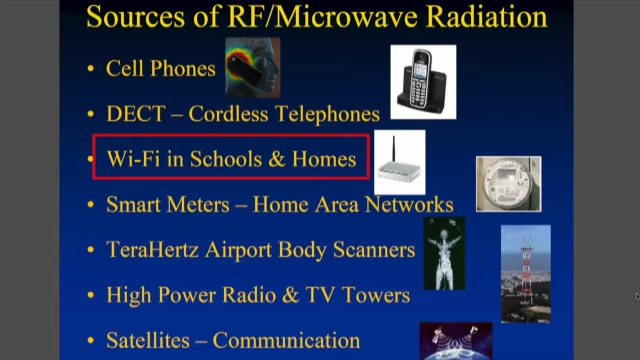 Sources of RF/Microwave Radiation
• Cell Phones
• DECT – Cordless Telephones
• Wi-Fi in Schools & Homes
• Smart Meters – Home Area Networks
• TeraHertz Airport Body Scanners
• High Power Radio & TV Towers
• Satellites – Communication